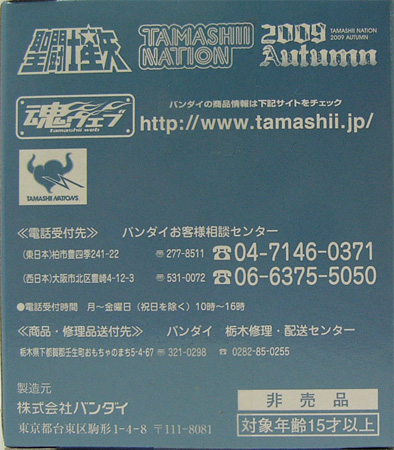 聖闘士星矢
TAMASHII NATION
2009 Autumn
TAMASHII NATION
2009 AUTUMN
魂ウェブ
tamashii web
バンダイの商品情報は下記サイトをチェック
http://www.tamashii.jp/
TAMASHII NATIONS
≪電話受付先≫ バンダイお客様相談センター
(東日本)柏市豊四季241-22 〠277-8511 ☎04-7146-0371
(西日本)大阪市北区豊崎4-12-3 〠531-0072 ☎06-6375-5050
●電話受付時間 月〜金曜日(祝日を除く)10時〜16時
≪商品・修理品送付先≫ バンダイ 栃木修理・配送センター
栃木県下都賀郡壬生町おもちゃのまち5-4-67 〠321-0298 ☎0282-85-0255
製造元
株式会社バンダイ
東京都台東区駒形1-4-8 〒111-8081
非売品
対象年齢15才以上